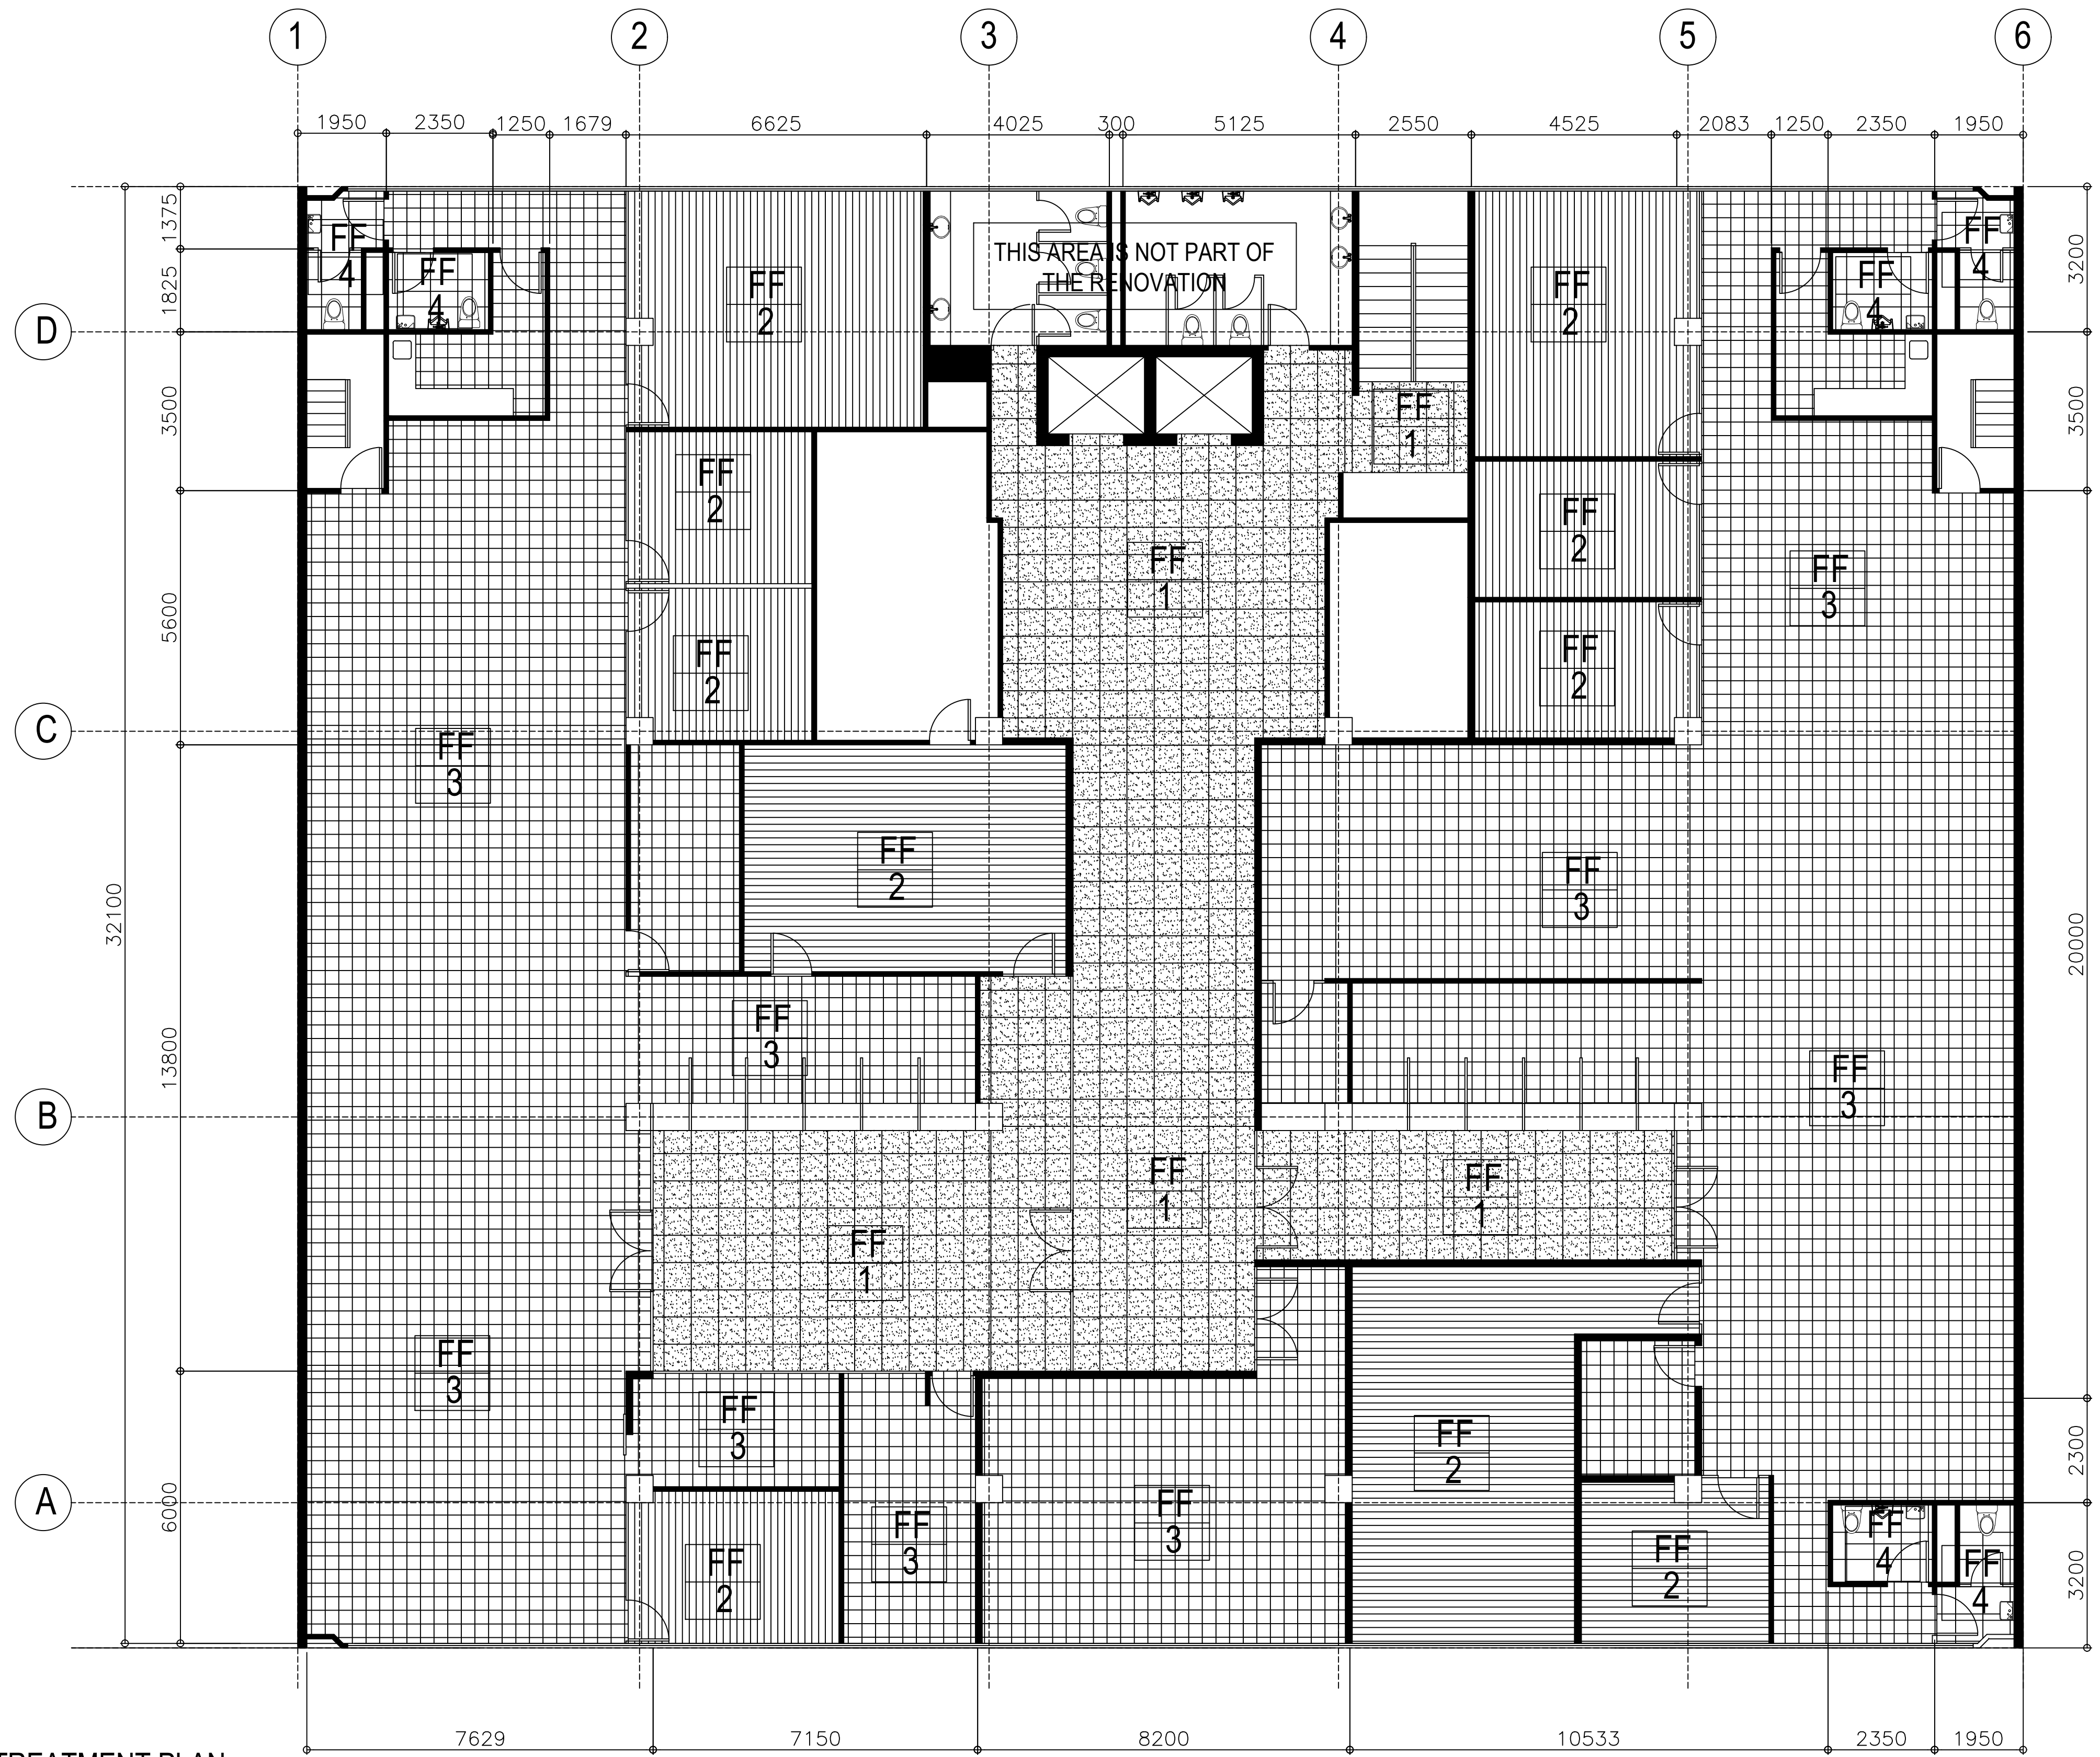 1 2 3 4 5 6
1950 2350 1250 1679 6625 4025 300 5125 2550 4525 2083 1250 2350 1950
1375
1825
3500
5600
13800
6000
32100
3200
3500
20000
2300
3200
D
C
B
A
FF
4
FF
4
FF
2
THIS AREA IS NOT PART OF
THE RENOVATION
FF
2
FF
4
FF
4
FF
1
FF
2
FF
2
FF
1
FF
3
FF
2
FF
2
FF
3
FF
2
FF
3
FF
3
FF
3
FF
1
FF
1
FF
1
FF
3
FF
3
FF
2
FF
3
FF
3
FF
2
FF
2
FF
4
FF
4
7629 7150 8200 10533 2350 1950
TREATMENT PLAN